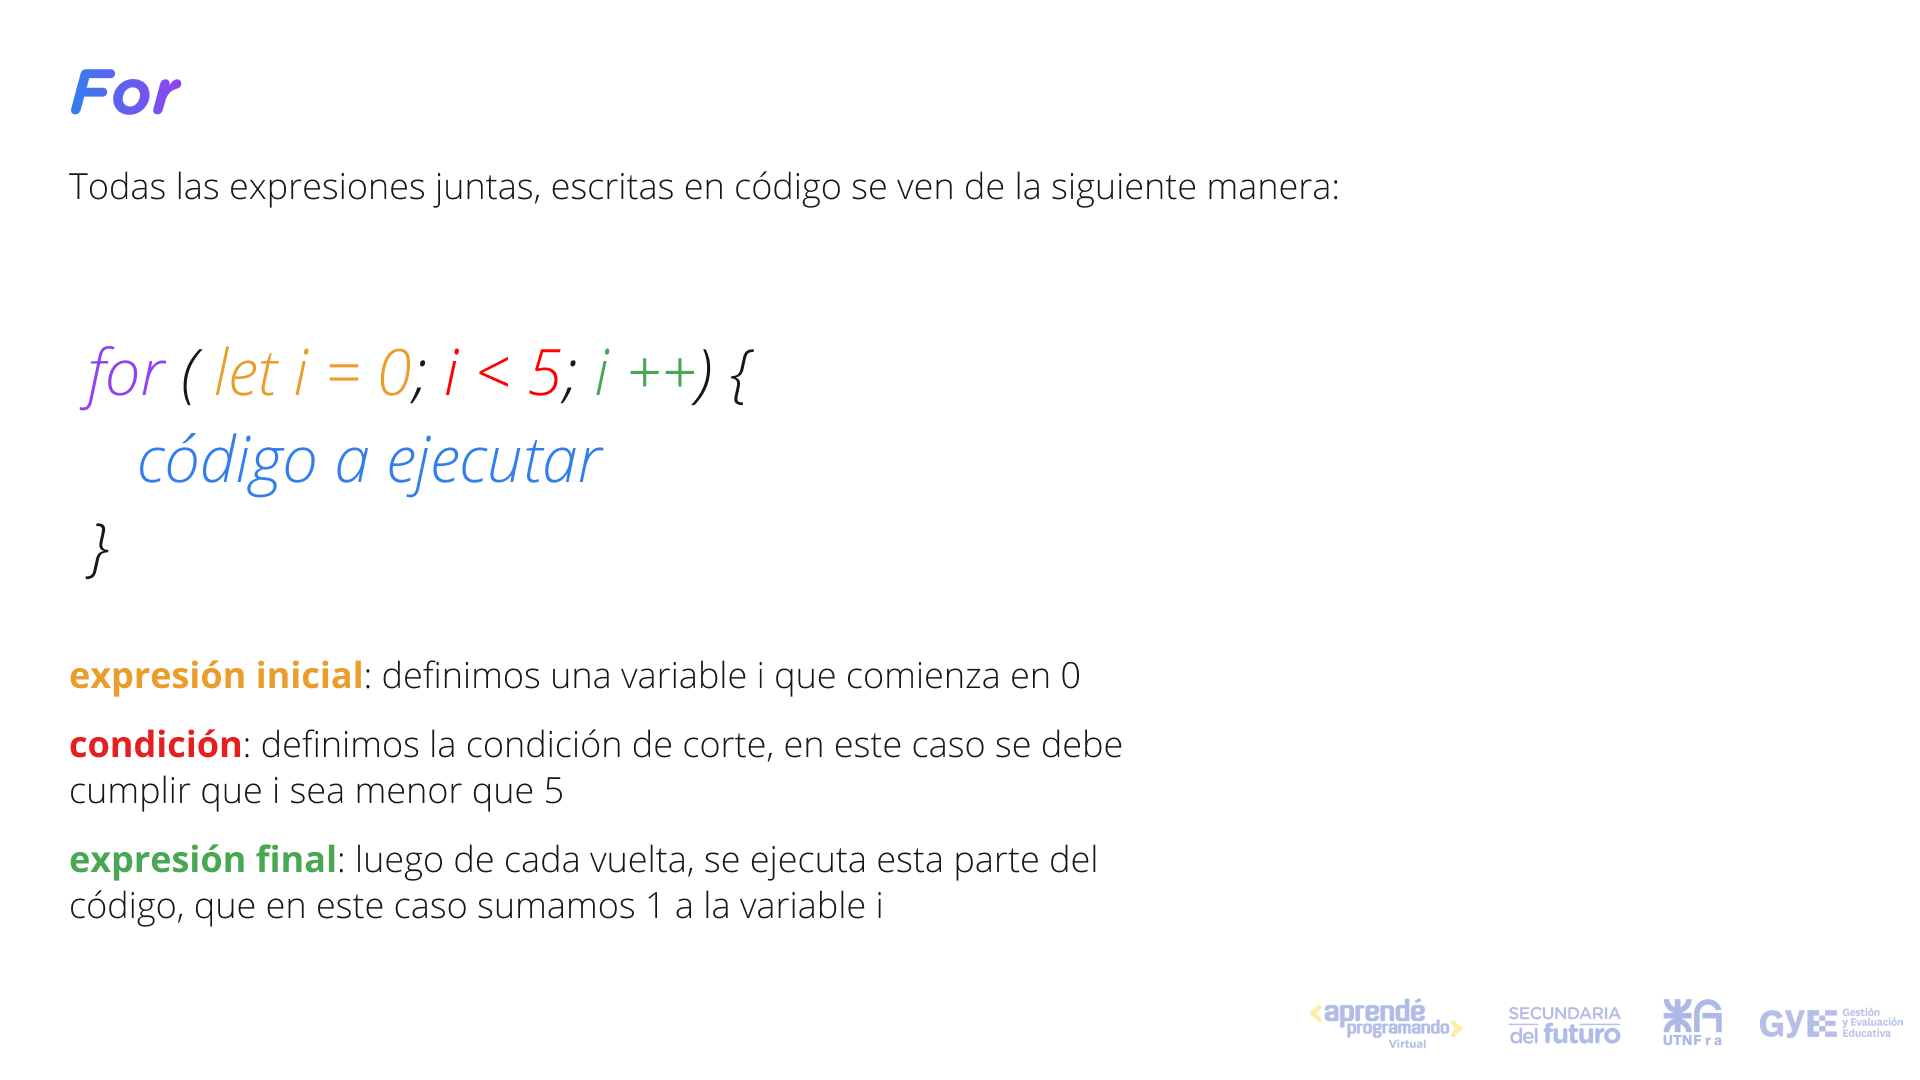 For
Todas las expresiones juntas, escritas en código se ven de la siguiente manera:
for ( let i = 0; i < 5; i ++) {
código a ejecutar
}
expresión inicial: definimos una variable i que comienza en 0
condición: definimos la condición de corte, en este caso se debe
cumplir que i sea menor que 5
expresión final: luego de cada vuelta, se ejecuta esta parte del
código, que en este caso sumamos 1 a la variable i
<aprendé
programando>
Virtual
SECUNDARIA
del futuro
UTNFra
GYEE
Gestión
y Evaluación
Educativa